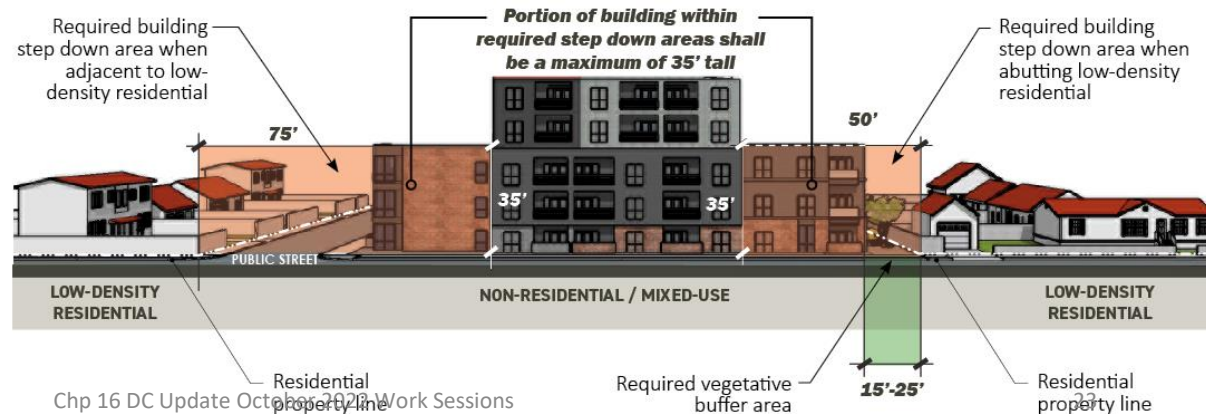 Required building
step down area when
adjacent to low-
density residential
Portion of building within
required step down areas shall
be a maximum of 35' tall
Required building
step down area when
abutting low-density
residential
75'
50'
35'
35'
PUBLIC STREET
LOW-DENSITY
RESIDENTIAL
NON-RESIDENTIAL / MIXED-USE
LOW-DENSITY
RESIDENTIAL
Residential
property line
Required vegetative
buffer area
15'-25'
Residential
property line
Chp 16 DC Update October 2022 Work Sessions
23